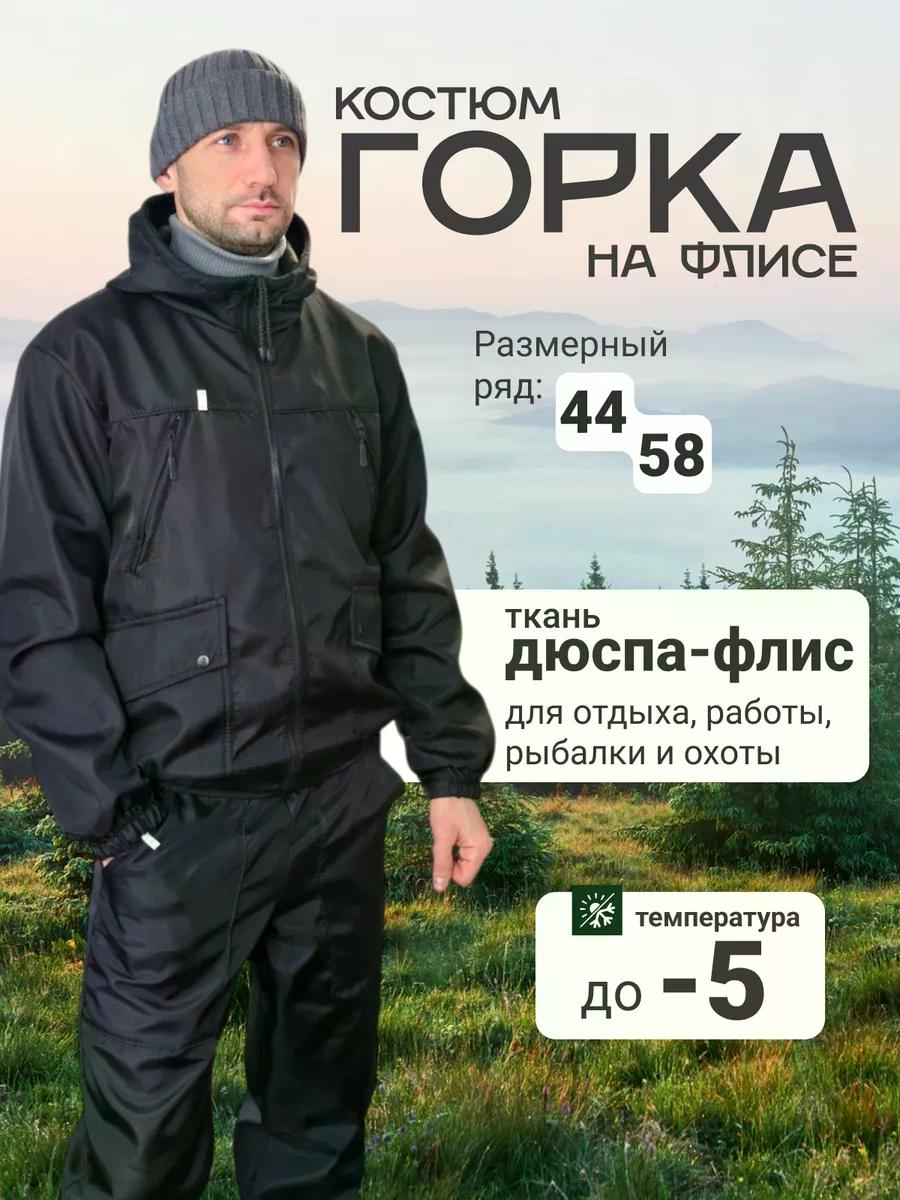 КОСТЮМ
ГОРКА
НА ФЛИСЕ
Размерный
ряд: 44
58
ткань
дюспа-флис
для отдыха, работы,
рыбалки и охоты
температура
до -5